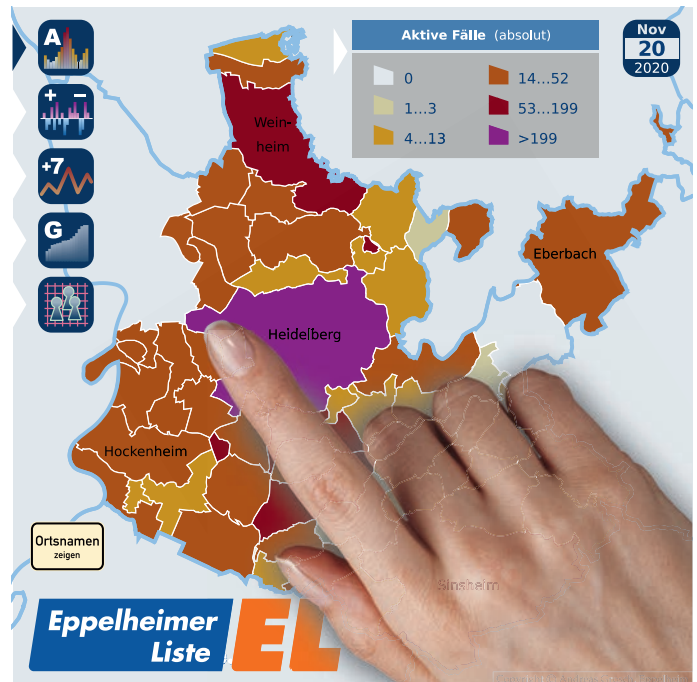 A
Aktive Fälle (absolut)
Nov
20
2020
0
14...52
1...3
53...199
4...13
>199
+ −
+7
G
Wein-
heim
Eberbach
Heidelberg
Hockenheim
Ortsnamen
zeigen
Sinsheim
Eppelheimer
Liste
EL